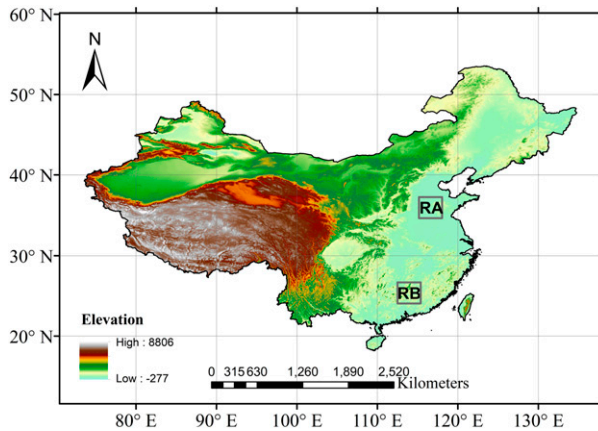 60° N
N
50° N
40° N
RA
30° N
RB
20° N
Elevation
High : 8806
Low : -277
0 315 630 1,260 1,890 2,520
Kilometers
80° E 90° E 100° E 110° E 120° E 130° E